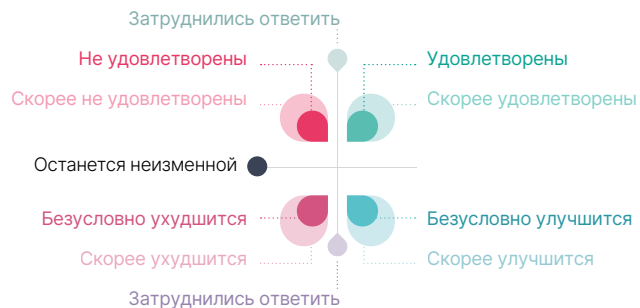 Затруднились ответить
Не удовлетворены
Удовлетворены
Скорее не удовлетворены
Скорее удовлетворены
Останется неизменной
Безусловно ухудшится
Безусловно улучшится
Скорее ухудшится
Скорее улучшится
Затруднились ответить